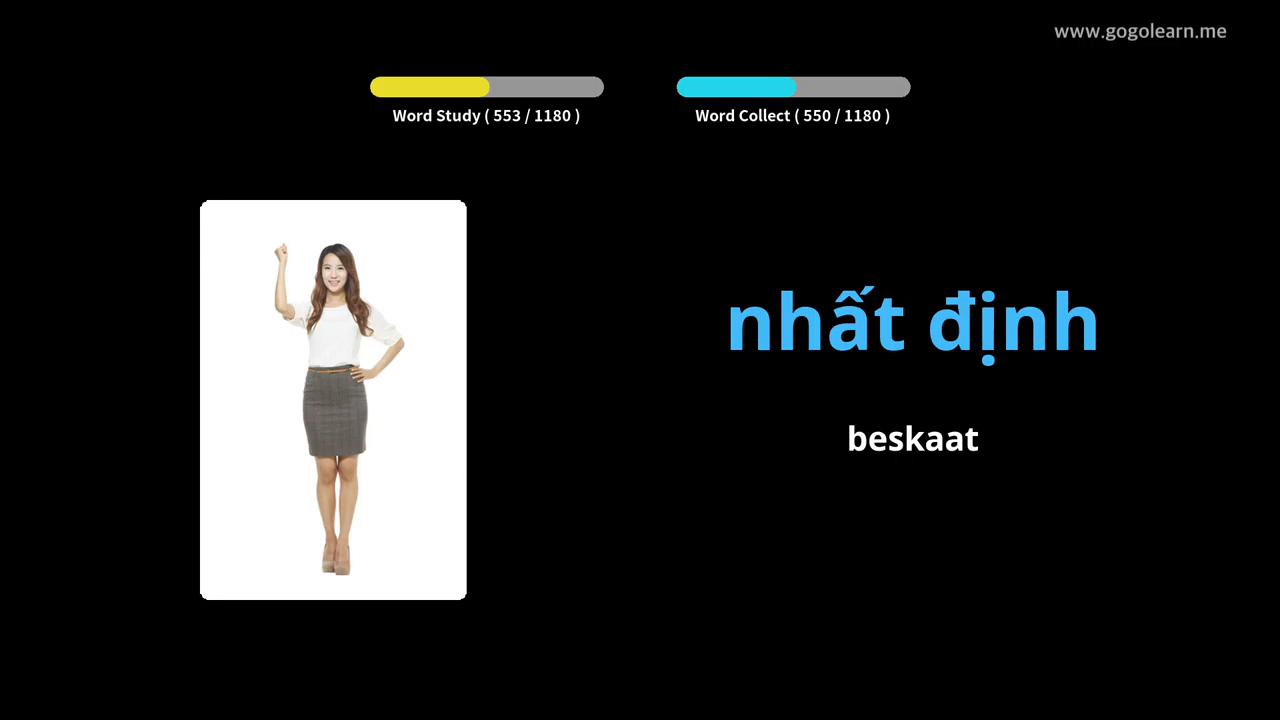 www.gogolearn.me
Word Study ( 553 / 1180 )
Word Collect ( 550 / 1180 )
nhất định
beskaat